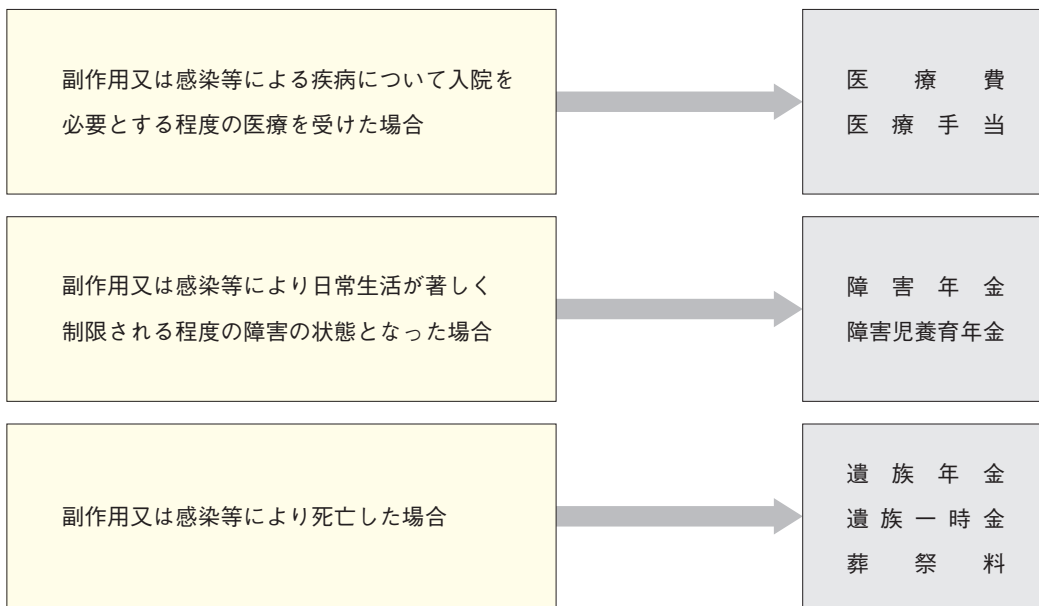 副作用又は感染等による疾病について入院を
必要とする程度の医療を受けた場合
医療費
医療手当
副作用又は感染等により日常生活が著しく
制限される程度の障害の状態となった場合
障害年金
障害児養育年金
副作用又は感染等により死亡した場合
遺族年金
遺族一時金
葬祭料